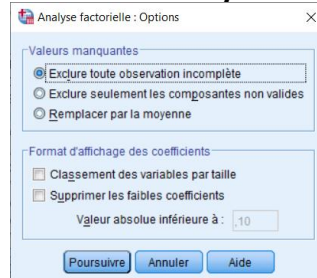 Analyse factorielle : Options
Valeurs manquantes
Exclure toute observation incomplète
Exclure seulement les composantes non valides
Remplacer par la moyenne
Format d'affichage des coefficients
Classement des variables par taille
Supprimer les faibles coefficients
Valeur absolue inférieure à : ,10
Poursuivre Annuler Aide